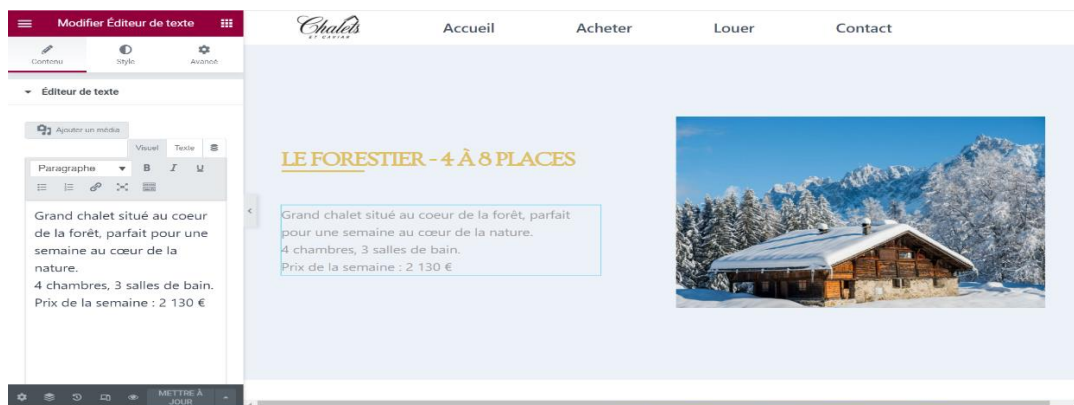 Modifier Éditeur de texte
Contenu
Style
Avancé
Éditeur de texte
Ajouter un média
Visuel
Texte
Paragraphe
B
I
U
Grand chalet situé au coeur
de la forêt, parfait pour une
semaine au cœur de la
nature.
4 chambres, 3 salles de bain.
Prix de la semaine : 2 130 €
METTRE À
JOUR
Chalets
ET CAVIAR
Accueil
Acheter
Louer
Contact
LE FORESTIER - 4 À 8 PLACES
Grand chalet situé au coeur de la forêt, parfait
pour une semaine au cœur de la nature.
4 chambres, 3 salles de bain.
Prix de la semaine : 2 130 €